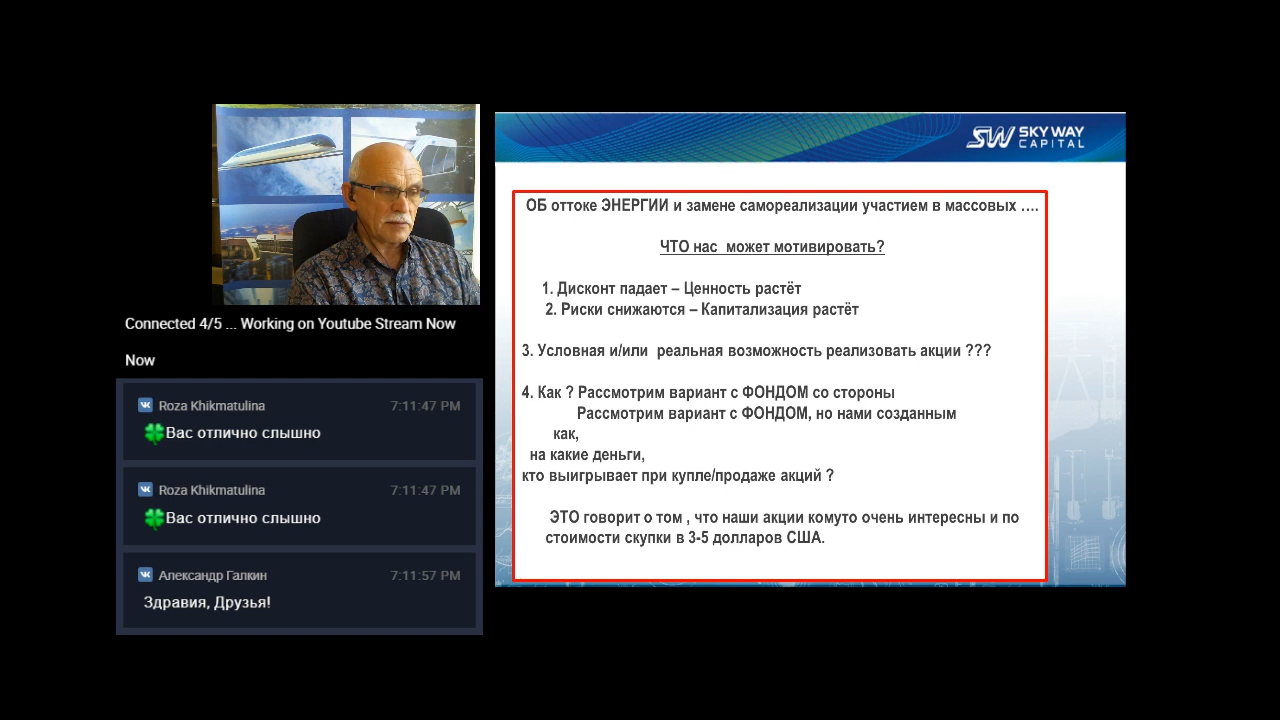 SW SKY WAY
CAPITAL
ОБ оттоке ЭНЕРГИИ и замене самореализации участием в массовых ….
ЧТО нас может мотивировать?
1. Дисконт падает – Ценность растёт
2. Риски снижаются – Капитализация растёт
3. Условная и/или реальная возможность реализовать акции ???
4. Как ? Рассмотрим вариант с ФОНДОМ со стороны
Рассмотрим вариант с ФОНДОМ, но нами созданным
как,
на какие деньги,
кто выигрывает при купле/продаже акций ?
ЭТО говорит о том , что наши акции комуто очень интересны и по
стоимости скупки в 3-5 долларов США.
Connected 4/5 ... Working on Youtube Stream Now
Now
Roza Khikmatulina 7:11:47 PM
Вас отлично слышно
Roza Khikmatulina 7:11:47 PM
Вас отлично слышно
Александр Галкин 7:11:57 PM
Здравия, Друзья!